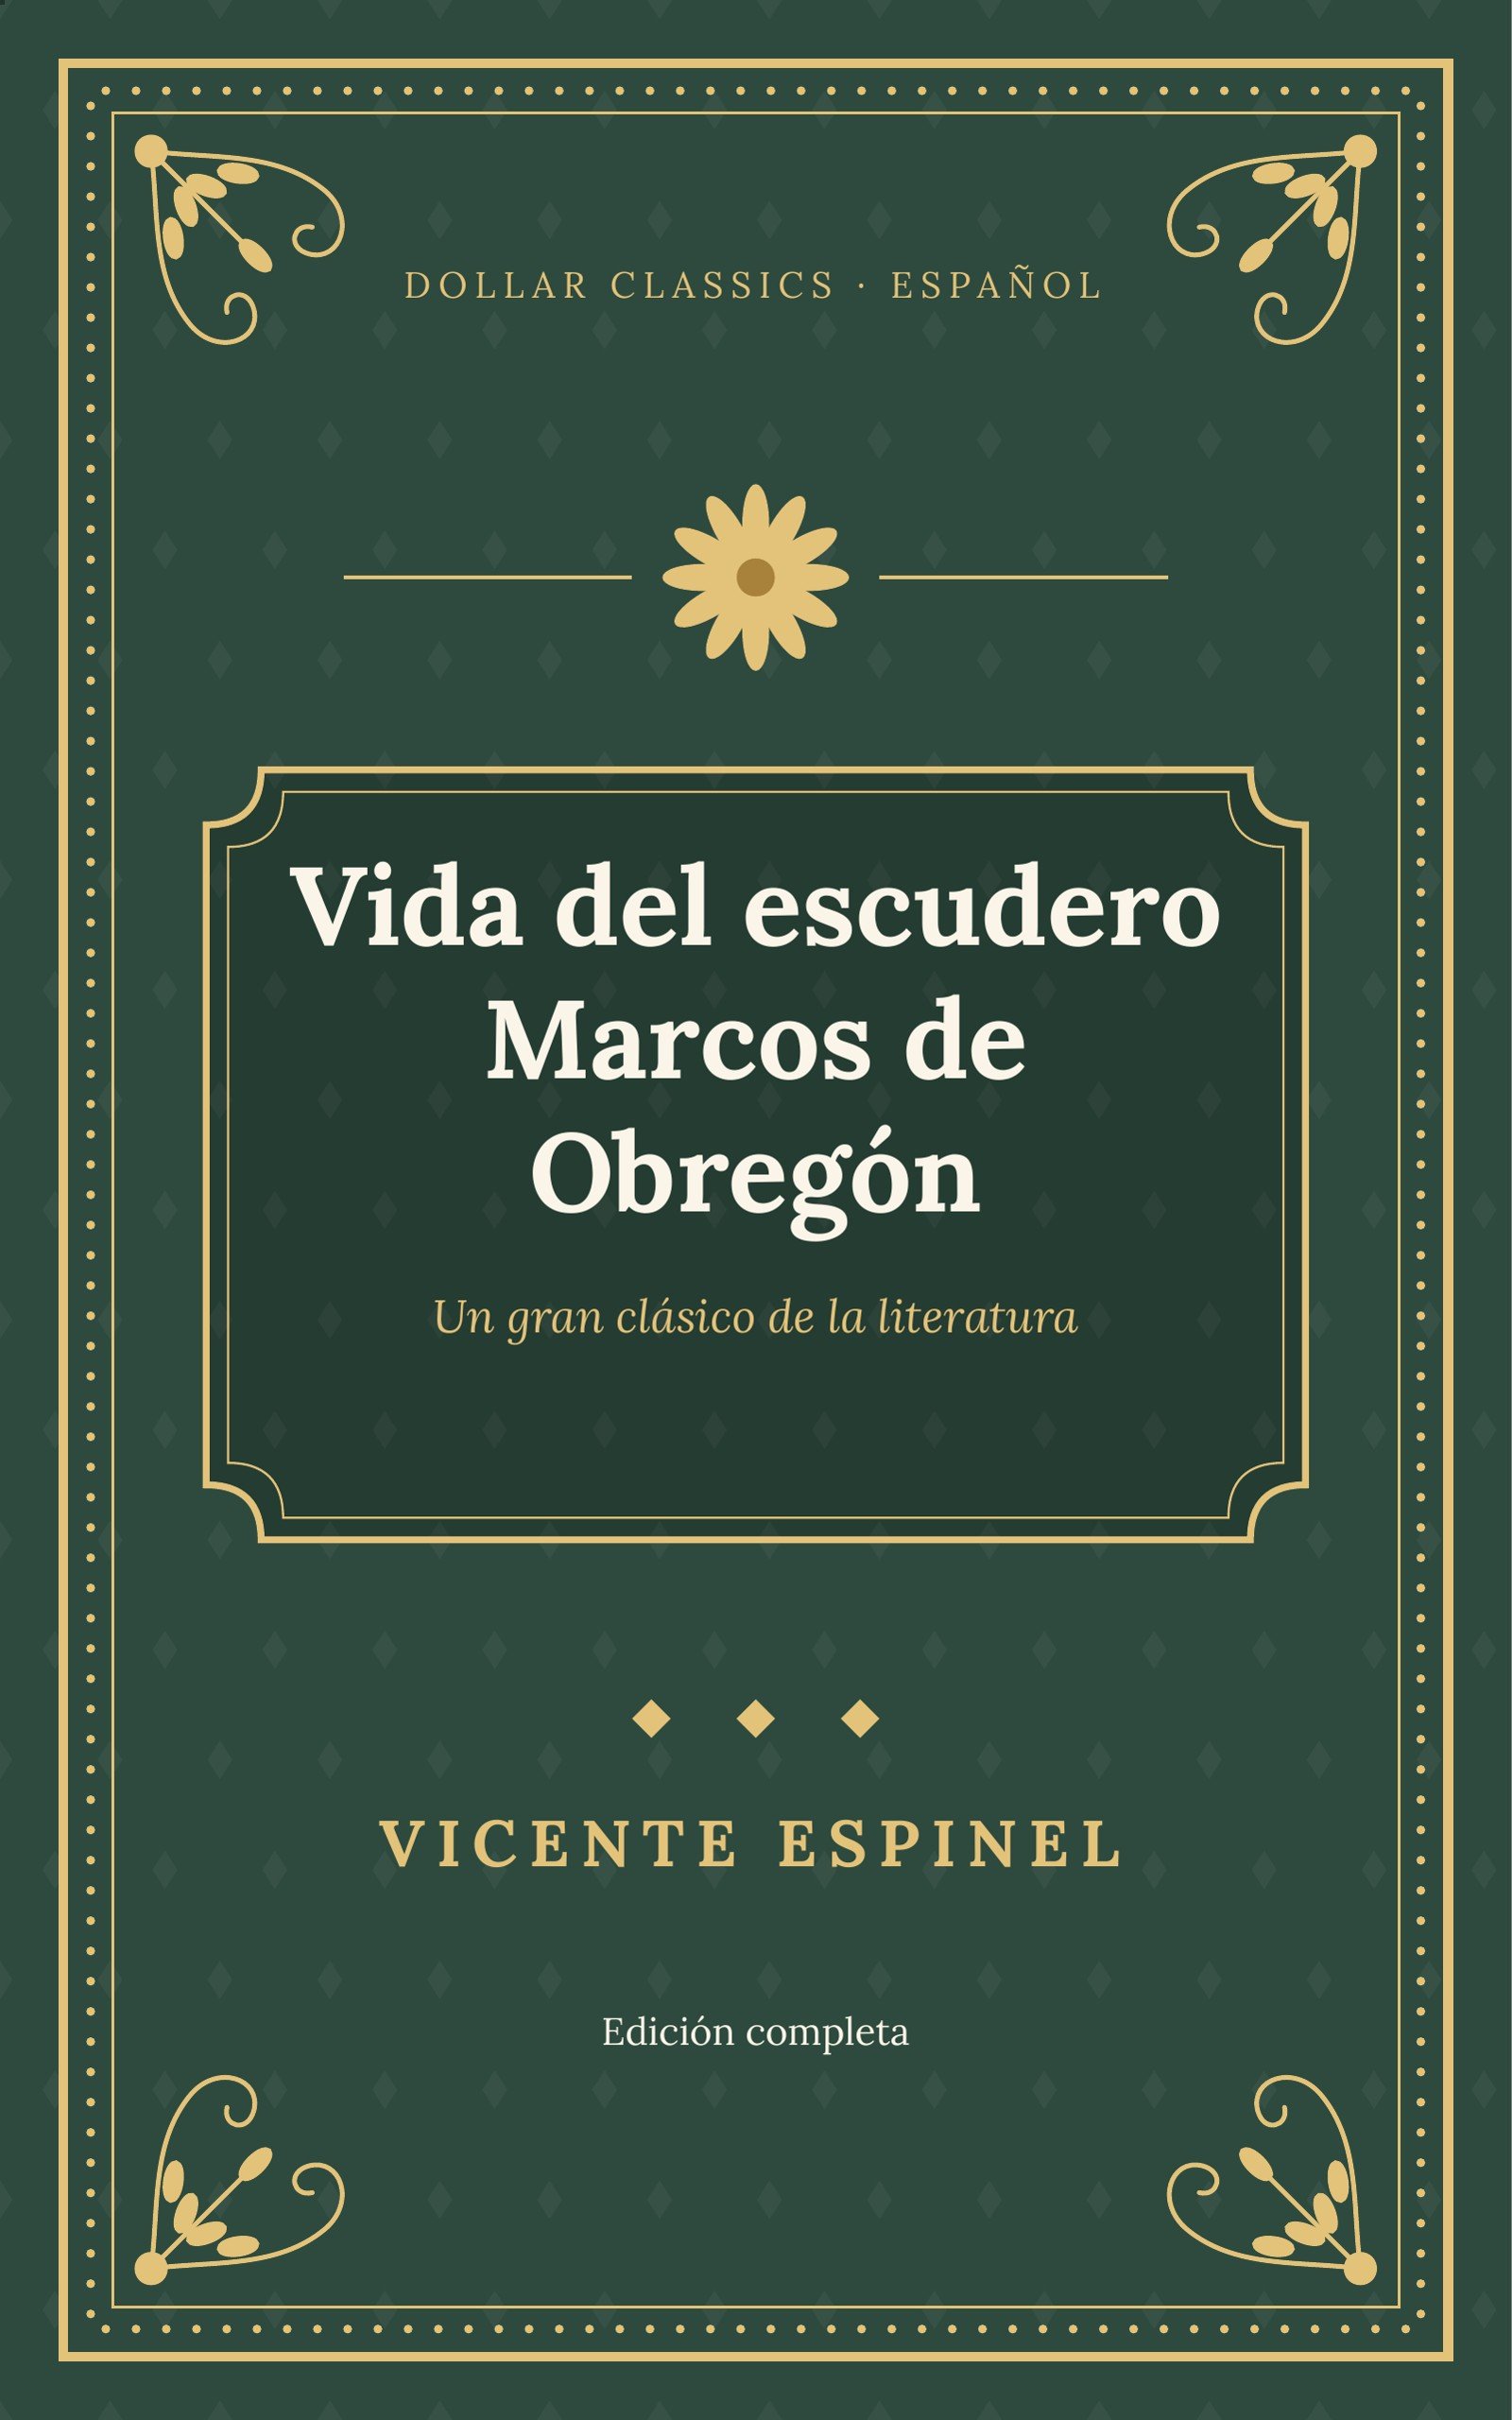 DOLLAR CLASSICS · ESPAÑOL
Vida del escudero
Marcos de
Obregón
Un gran clásico de la literatura
VICENTE ESPINEL
Edición completa